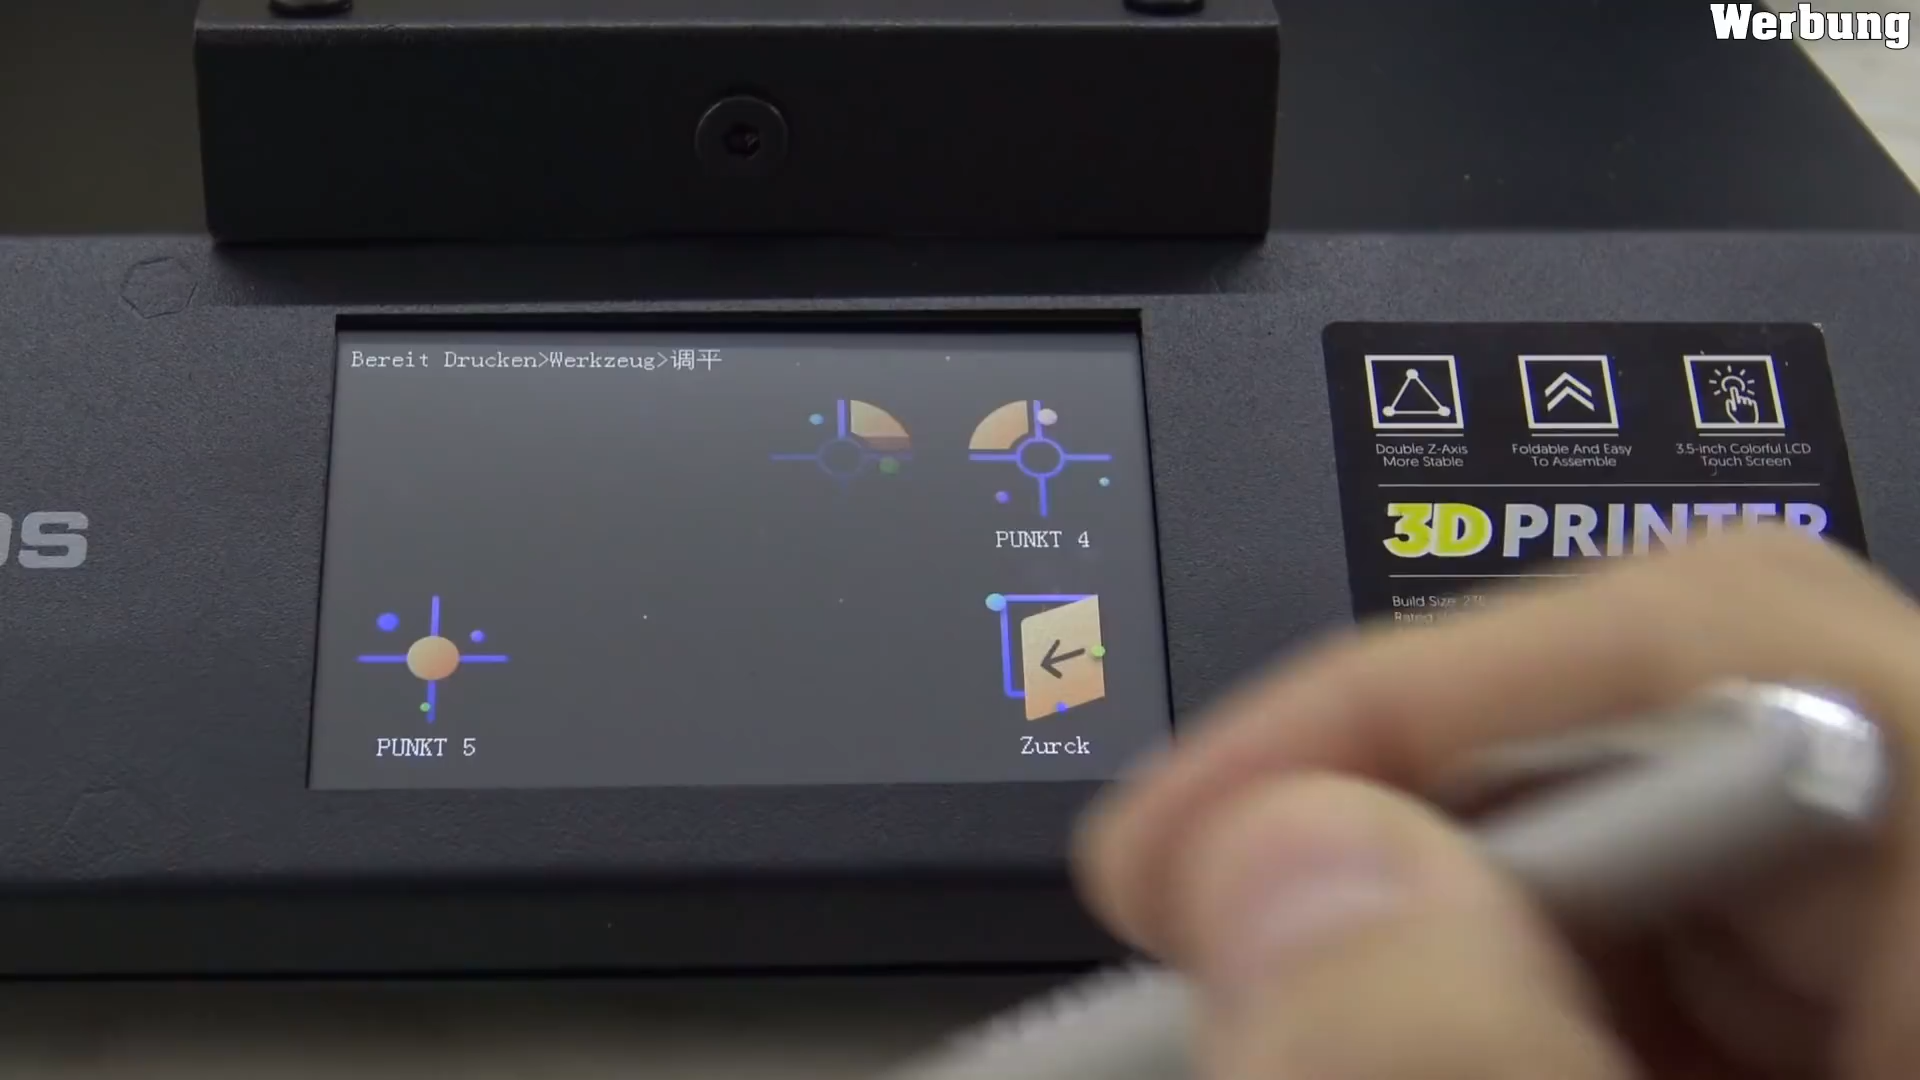 Werbung
Bereit Drucken>Werkzeug>调平
PUNKT 4
PUNKT 5
Zurck
Double Z-Axis
More Stable
Foldable And Easy
To Assemble
3.5-inch Colorful LCD
Touch Screen
3D PRINTER
Build Size
Rated